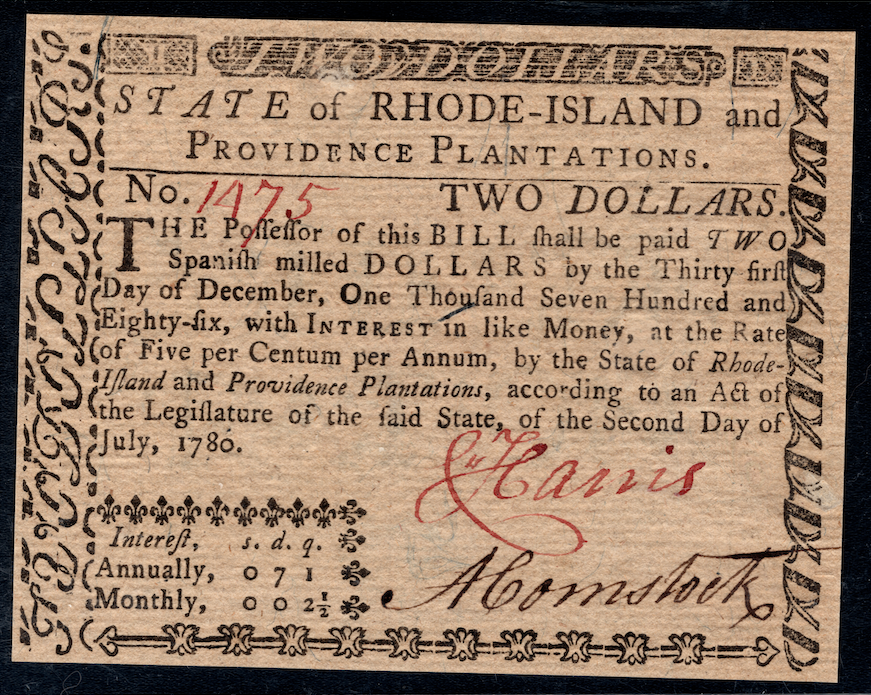 TWO DOLLARS
STATE of RHODE-ISLAND and
PROVIDENCE PLANTATIONS.
No. 1475 TWO DOLLARS.
THE Poſſeſſor of this BILL ſhall be paid TWO
Spaniſh milled DOLLARS by the Thirty firſt
Day of December, One Thouſand Seven Hundred and
Eighty-ſix, with INTEREST in like Money, at the Rate
of Five per Centum per Annum, by the State of Rhode-
Iſland and Providence Plantations, according to an Act of
the Legiſlature of the ſaid State, of the Second Day of
July, 1780.
Harris
Intereſt, s. d. q.
Annually, 0 7 1
Monthly, 0 0 2½
A Comstock